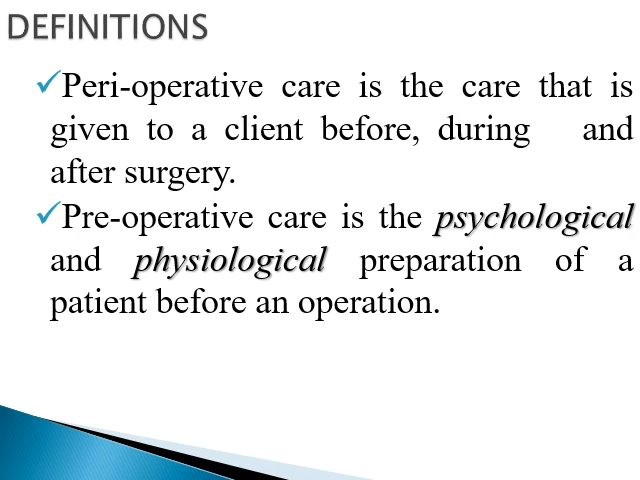 DEFINITIONS
✓Peri-operative care is the care that is
given to a client before, during and
after surgery.
✓Pre-operative care is the psychological
and physiological preparation of a
patient before an operation.